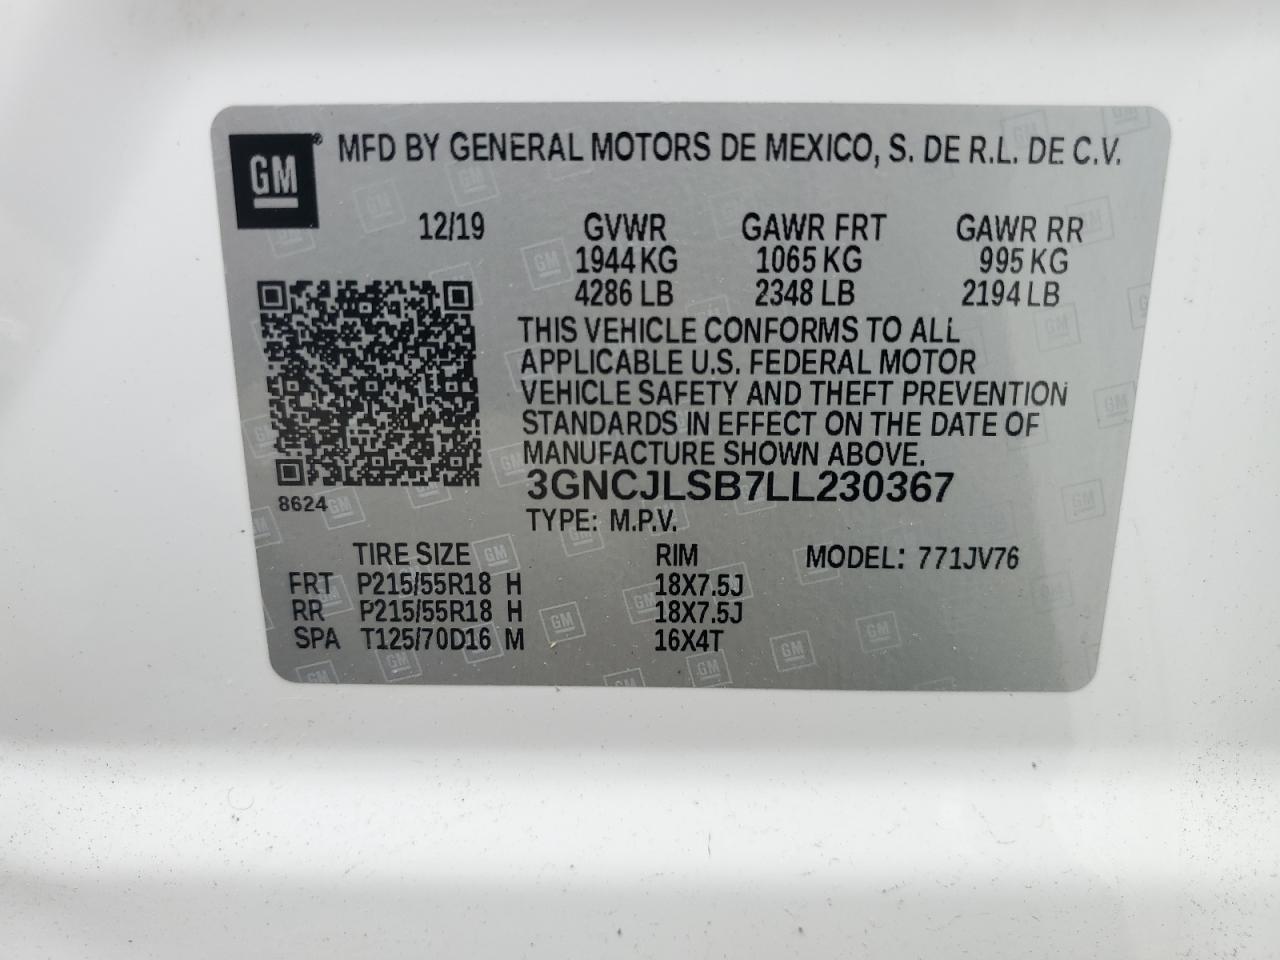 GM® MFD BY GENERAL MOTORS DE MEXICO, S. DE R.L. DE C.V.
12/19 GVWR GAWR FRT GAWR RR
1944 KG 1065 KG 995 KG
4286 LB 2348 LB 2194 LB
THIS VEHICLE CONFORMS TO ALL
APPLICABLE U.S. FEDERAL MOTOR
VEHICLE SAFETY AND THEFT PREVENTION
STANDARDS IN EFFECT ON THE DATE OF
MANUFACTURE SHOWN ABOVE.
3GNCJLSB7LL230367
8624
TYPE: M.P.V.
TIRE SIZE RIM MODEL: 771JV76
FRT P215/55R18 H 18X7.5J
RR P215/55R18 H 18X7.5J
SPA T125/70D16 M 16X4T